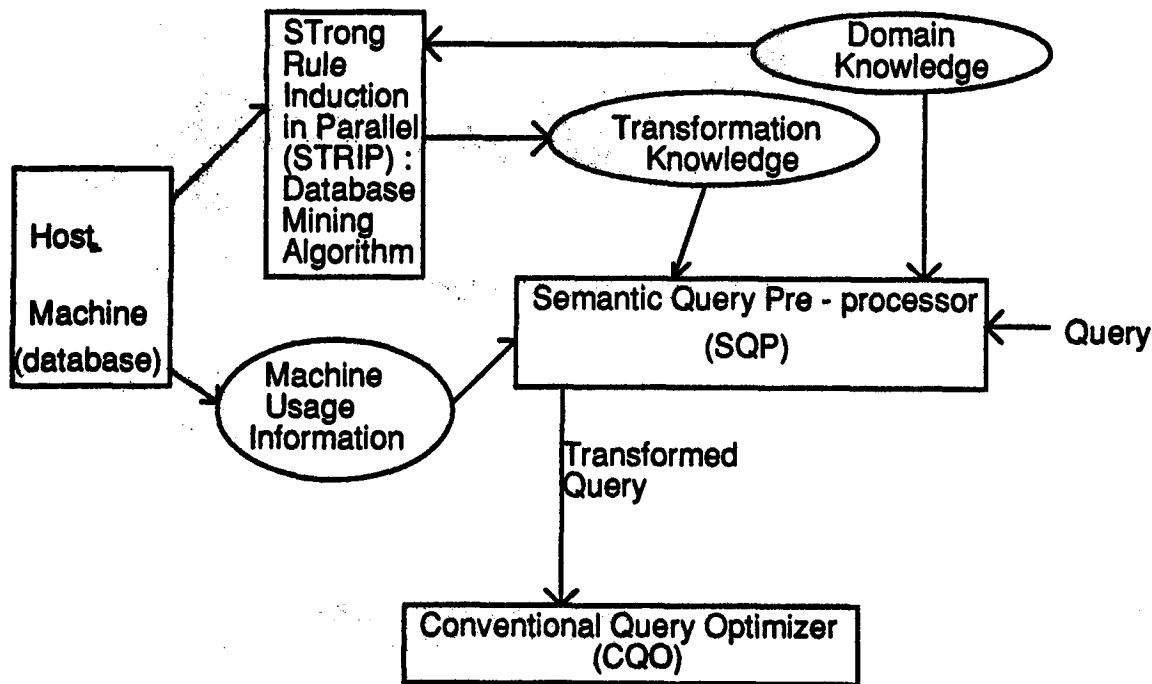 STrong
Rule
Induction
in Parallel
(STRIP) :
Database
Mining
Algorithm
Domain
Knowledge
Transformation
Knowledge
Host
Machine
(database)
Semantic Query Pre - processor
(SQP)
Query
Machine
Usage
Information
Transformed
Query
Conventional Query Optimizer
(CQO)